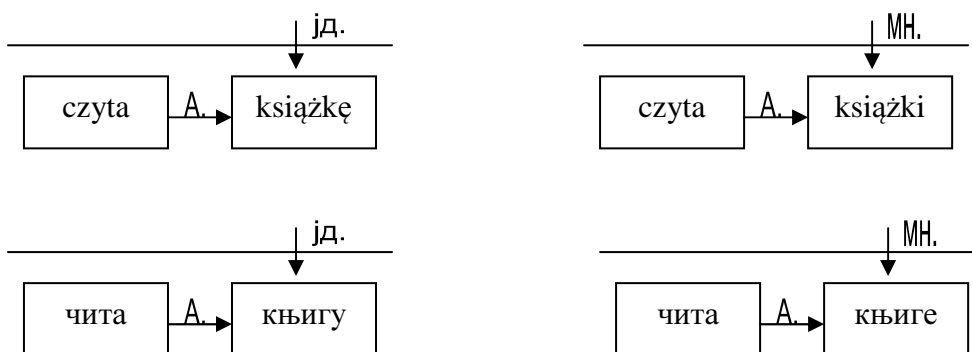 јд. МН.
czyta A. książkę czyta A. książki
јд. МН.
чита A. књигу чита A. књиге